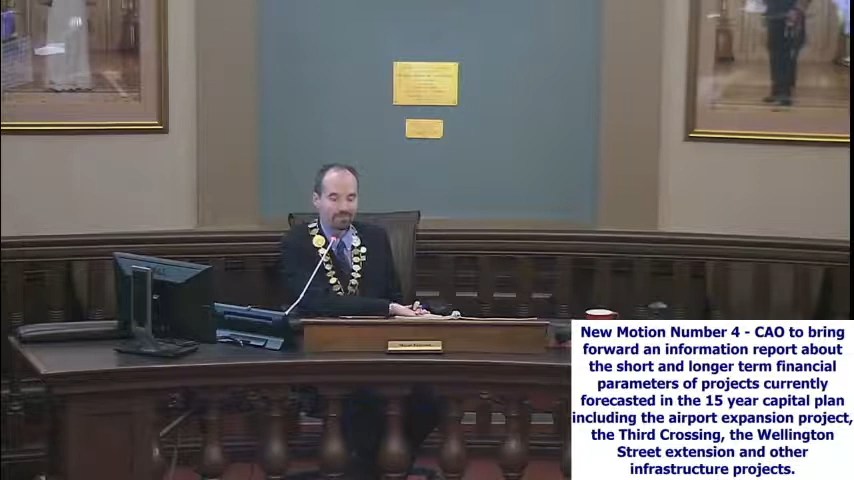 New Motion Number 4 - CAO to bring
forward an information report about
the short and longer term financial
parameters of projects currently
forecasted in the 15 year capital plan
including the airport expansion project,
the Third Crossing, the Wellington
Street extension and other
infrastructure projects.